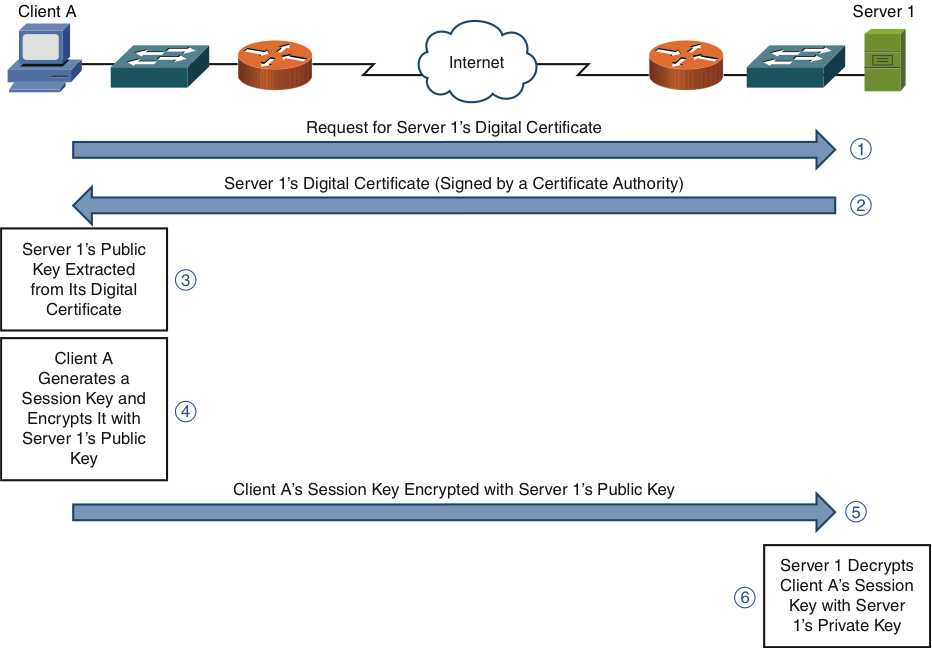 Client A
Server 1
Internet
Request for Server 1’s Digital Certificate
1
Server 1’s Digital Certificate (Signed by a Certificate Authority)
2
Server 1’s Public
Key Extracted
from Its Digital
Certificate
3
Client A
Generates a
Session Key and
Encrypts It with
Server 1’s Public
Key
4
Client A’s Session Key Encrypted with Server 1’s Public Key
5
6
Server 1 Decrypts
Client A’s Session
Key with Server
1’s Private Key